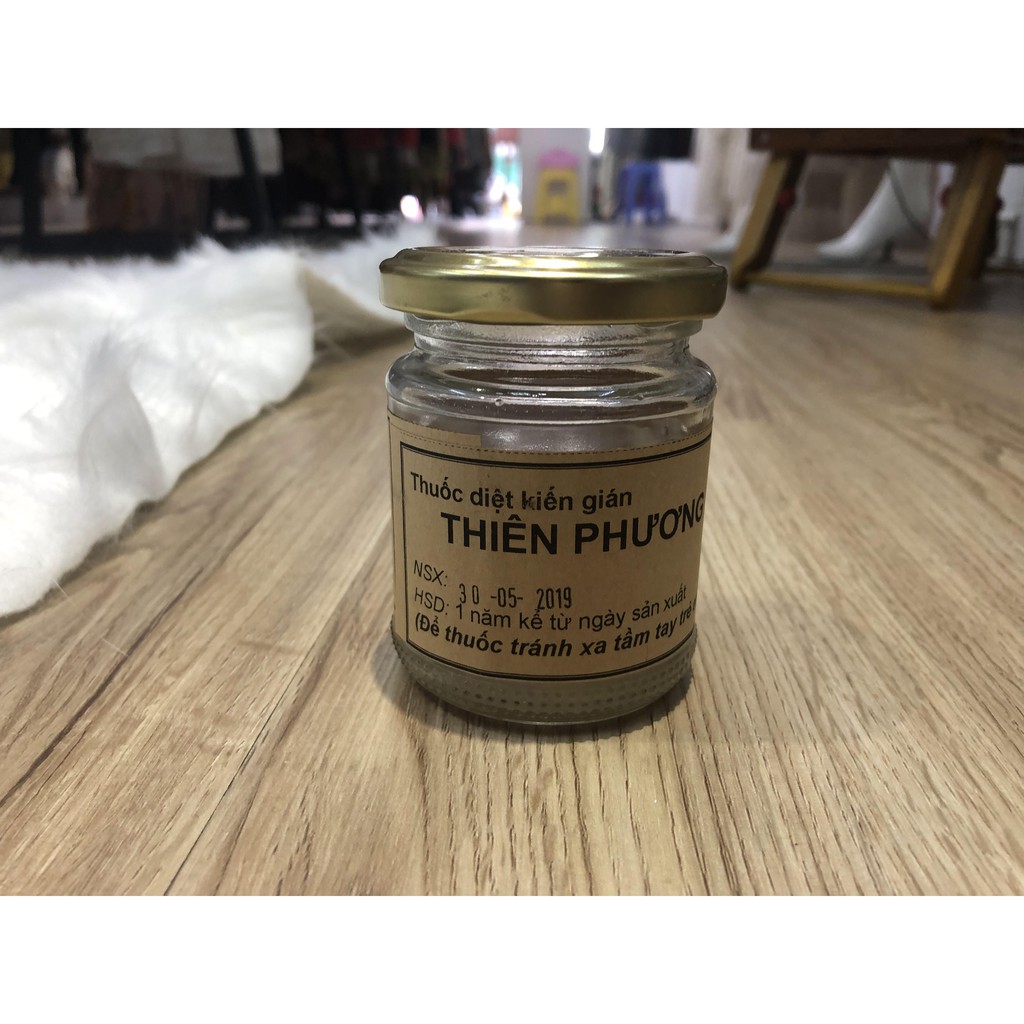 Thuốc diệt kiến gián
THIÊN PHƯƠNG
NSX: 30 -05- 2019
HSD: 1 năm kể từ ngày sản xuất
(Để thuốc tránh xa tầm tay trẻ